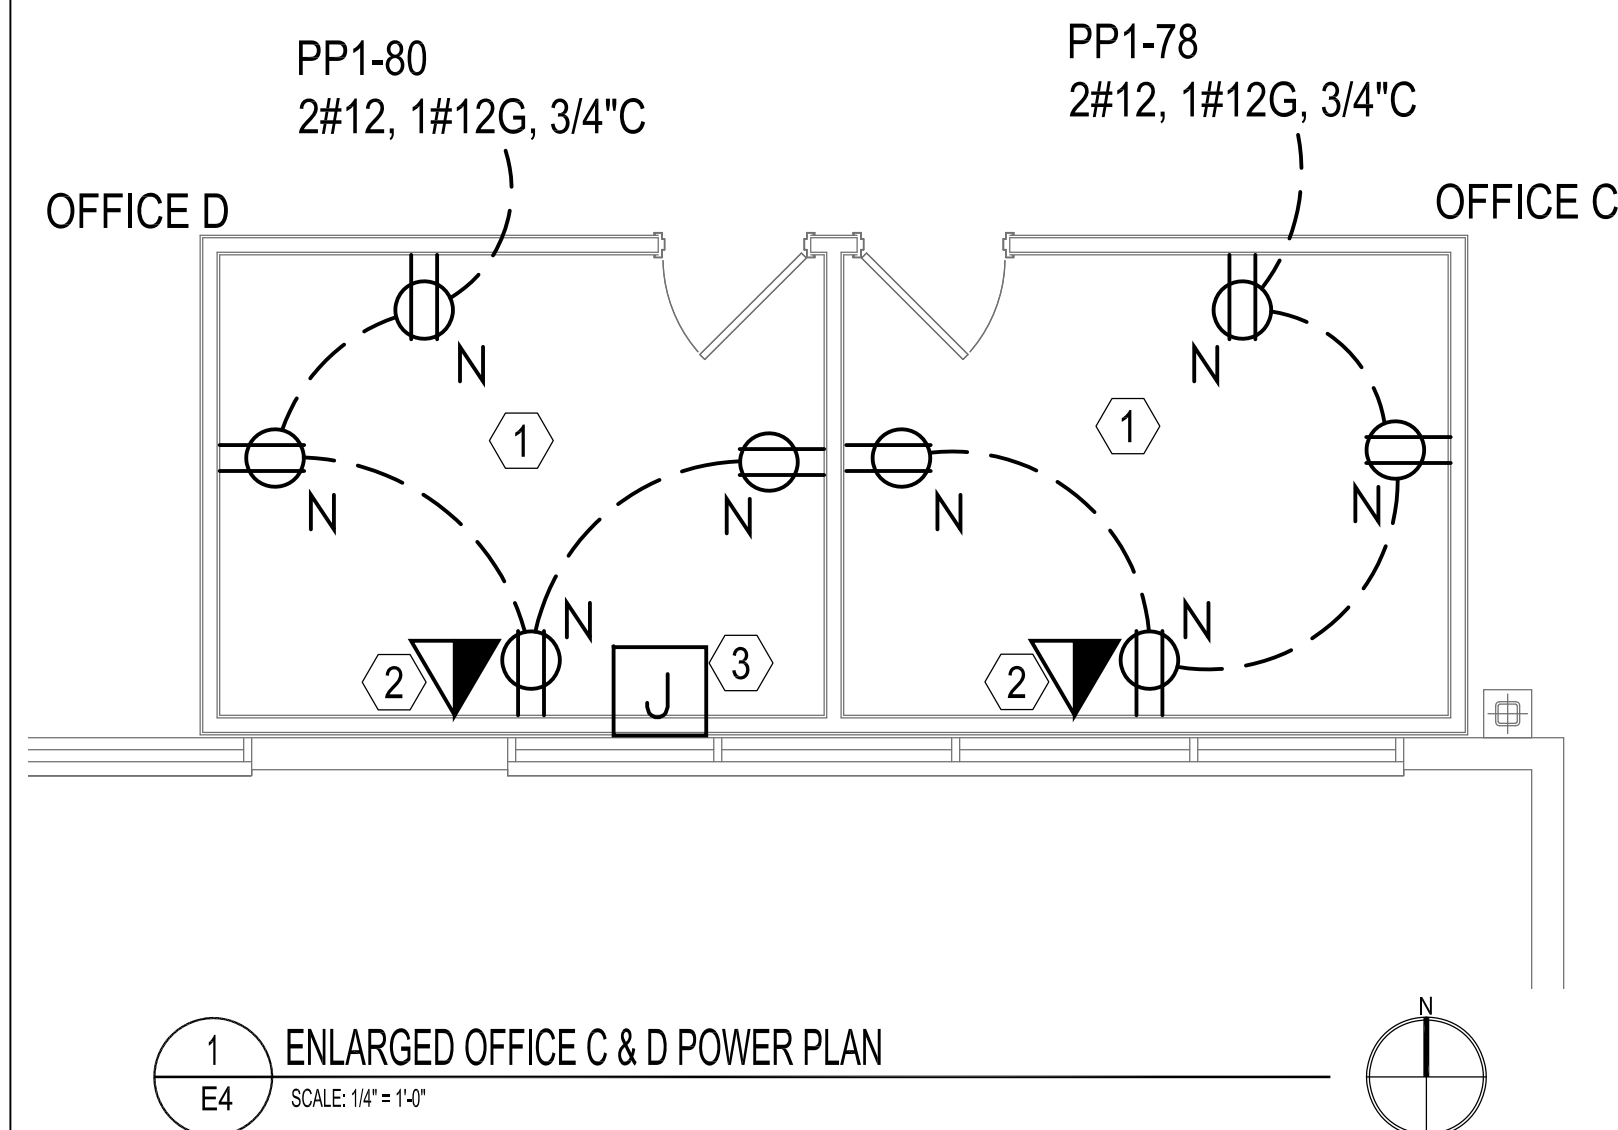 PP1-80
2#12, 1#12G, 3/4"C
PP1-78
2#12, 1#12G, 3/4"C
OFFICE D
OFFICE C
N
N
1
1
N
N
N
N
N
N
2
J
3
2
N
1
ENLARGED OFFICE C & D POWER PLAN
E4
SCALE: 1/4" = 1'-0"